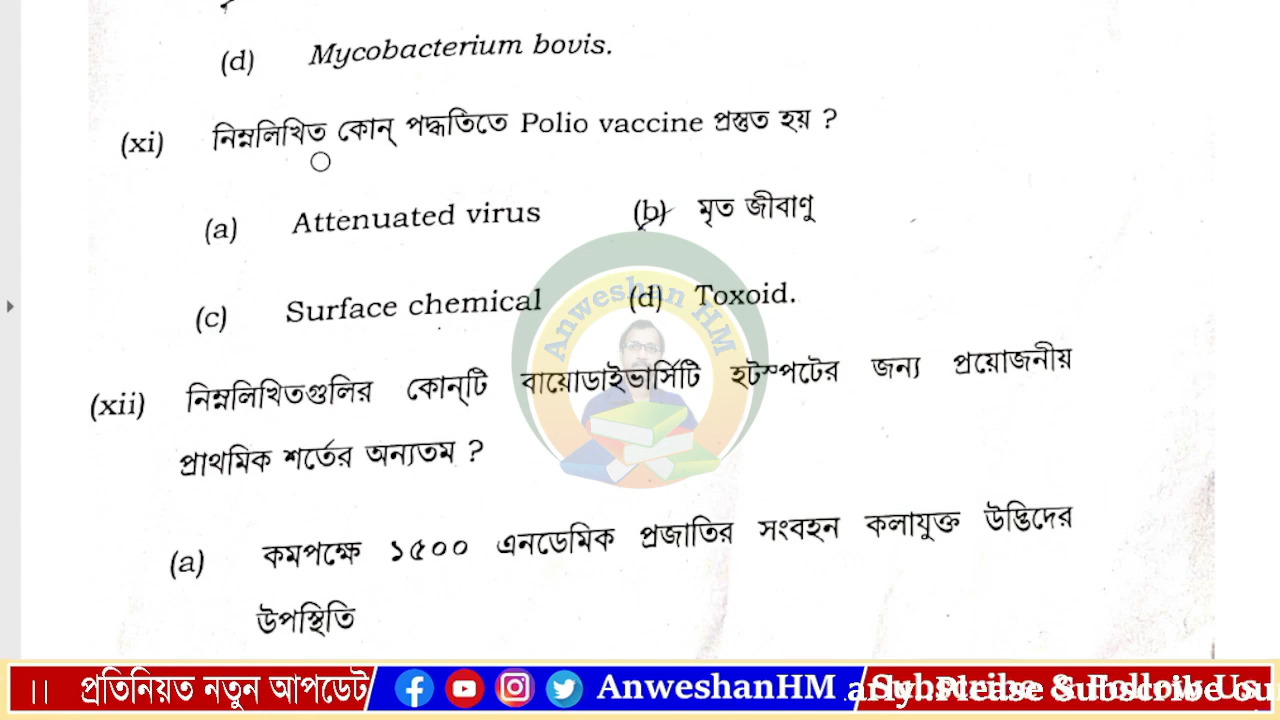 (d) Mycobacterium bovis.
(xi) নিম্নলিখিত কোন্ পদ্ধতিতে Polio vaccine প্রস্তুত হয় ?
(a) Attenuated virus (b) মৃত জীবাণু
(c) Surface chemical (d) Toxoid.
Anweshan HM
(xii) নিম্নলিখিতগুলির কোন্‌টি বায়োডাইভার্সিটি হটস্পটের জন্য প্রয়োজনীয়
প্রাথমিক শর্তের অন্যতম ?
(a) কমপক্ষে ১৫০০ এনডেমিক প্রজাতির সংবহন কলাযুক্ত উদ্ভিদের
উপস্থিতি
।। প্রতিনিয়ত নতুন আপডেট AnweshanHM Please Subscribe Subscribe & Follow Us